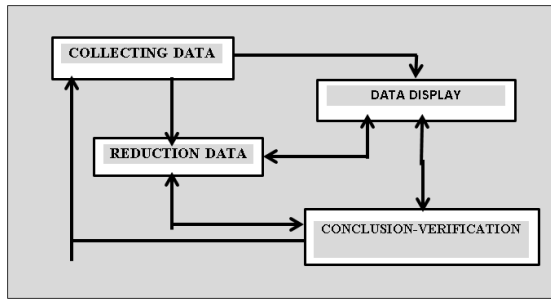 COLLECTING DATA
DATA DISPLAY
REDUCTION DATA
CONCLUSION-VERIFICATION